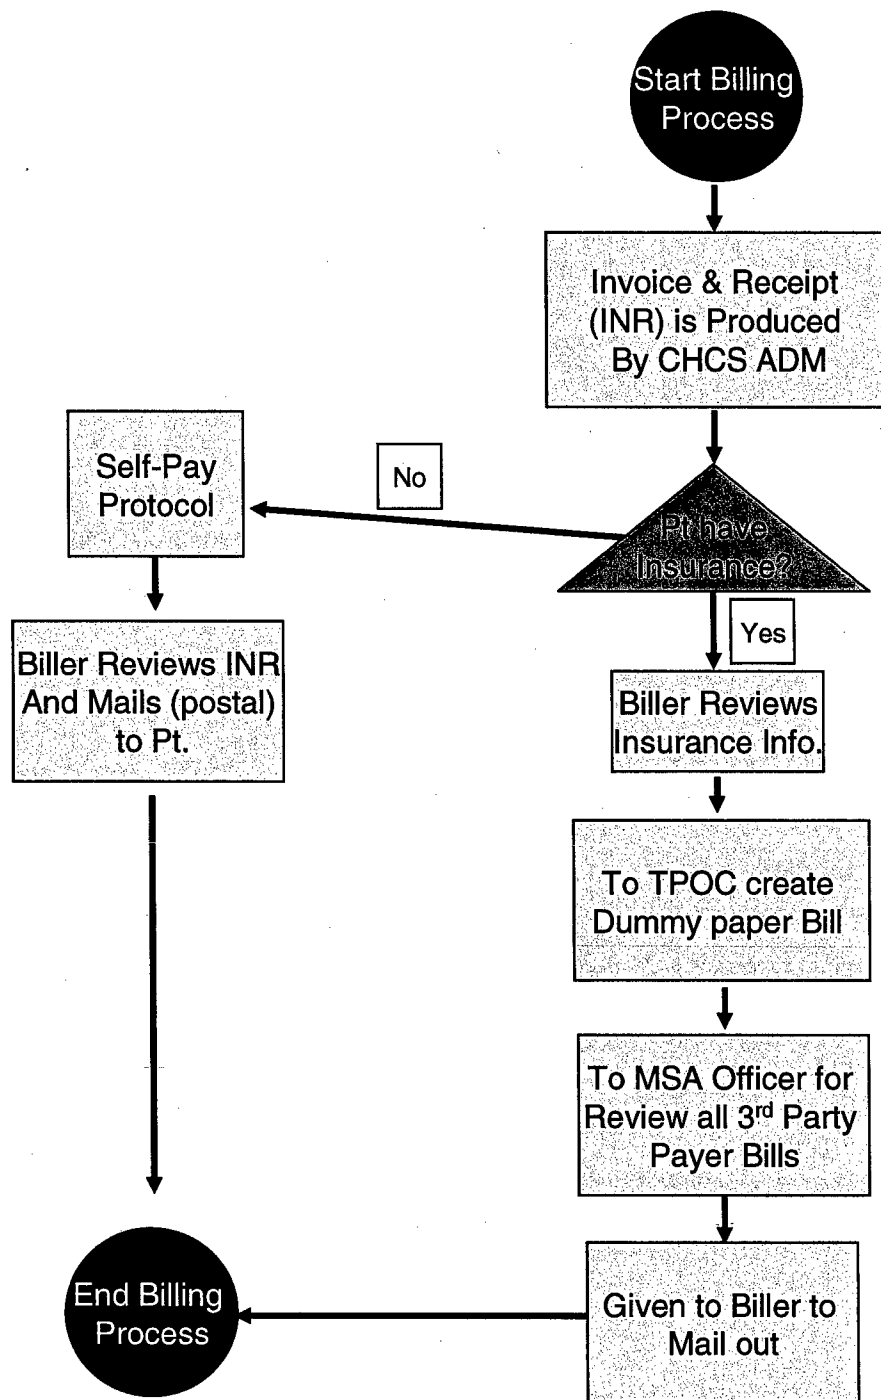 Start Billing
Process
Invoice & Receipt
(INR) is Produced
By CHCS ADM
Pt have
Insurance?
No
Self-Pay
Protocol
Yes
Biller Reviews INR
And Mails (postal)
to Pt.
Biller Reviews
Insurance Info.
To TPOC create
Dummy paper Bill
To MSA Officer for
Review all 3rd Party
Payer Bills
Given to Biller to
Mail out
End Billing
Process